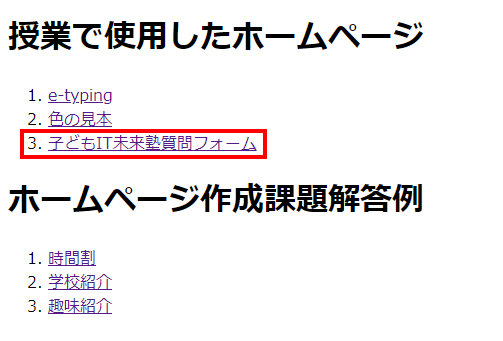 授業で使用したホームページ
1. e-typing
2. 色の見本
3. 子どもIT未来塾質問フォーム
ホームページ作成課題解答例
1. 時間割
2. 学校紹介
3. 趣味紹介